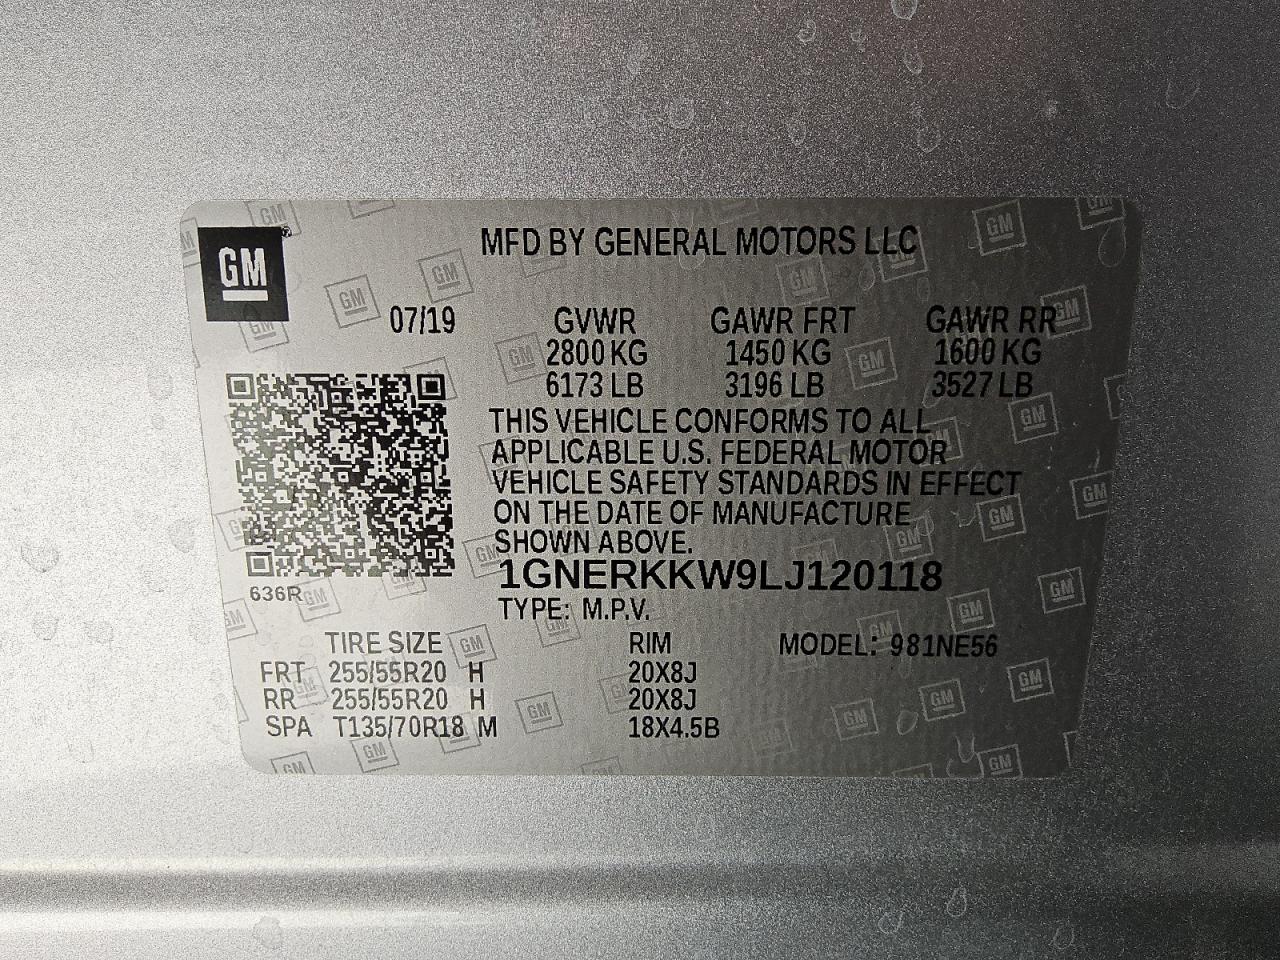 GM
MFD BY GENERAL MOTORS LLC
07/19 GVWR GAWR FRT GAWR RR
2800 KG 1450 KG 1600 KG
6173 LB 3196 LB 3527 LB
THIS VEHICLE CONFORMS TO ALL
APPLICABLE U.S. FEDERAL MOTOR
VEHICLE SAFETY STANDARDS IN EFFECT
ON THE DATE OF MANUFACTURE
SHOWN ABOVE.
1GNERKKW9LJ120118
636R
TYPE: M.P.V.
TIRE SIZE RIM MODEL: 981NE56
FRT 255/55R20 H 20X8J
RR 255/55R20 H 20X8J
SPA T135/70R18 M 18X4.5B